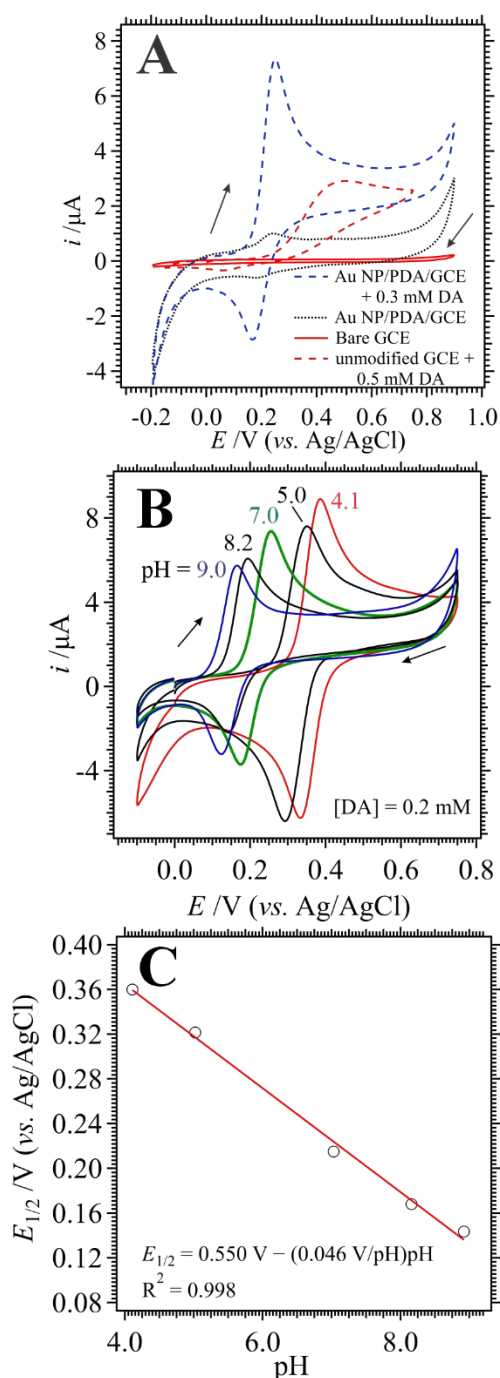 A
8
6
4
2
0
-2
-4
i /μA
Au NP/PDA/GCE
+ 0.3 mM DA
Au NP/PDA/GCE
Bare GCE
unmodified GCE +
0.5 mM DA
-0.2 0.0 0.2 0.4 0.6 0.8 1.0
E /V (vs. Ag/AgCl)
B
8
4
0
-4
i /μA
pH = 9.0
8.2
7.0
5.0
4.1
[DA] = 0.2 mM
0.0 0.2 0.4 0.6 0.8
E /V (vs. Ag/AgCl)
C
0.40
0.36
0.32
0.28
0.24
0.20
0.16
0.12
0.08
E1/2 /V (vs. Ag/AgCl)
E1/2 = 0.550 V − (0.046 V/pH)pH
R² = 0.998
4.0 6.0 8.0
pH